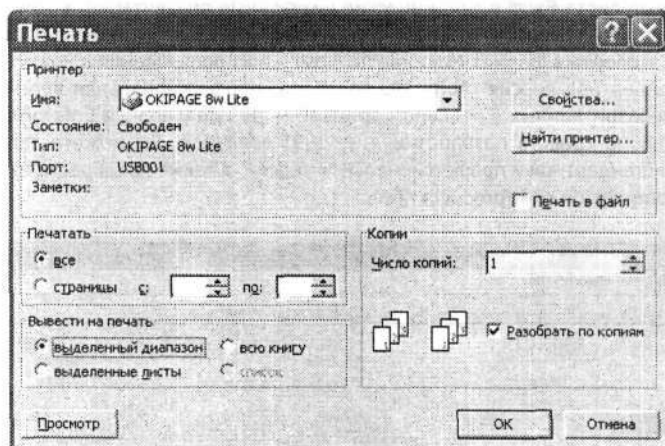 Печать
Принтер
Имя: OKIPAGE 8w Lite Свойства...
Состояние: Свободен
Тип: OKIPAGE 8w Lite Найти принтер...
Порт: USB001
Заметки:
Печать в файл
Печатать
все
страницы с: по:
Копии
Число копий: 1
Разобрать по копиям
Вывести на печать
выделенный диапазон всю книгу
выделенные листы список
Просмотр OK Отмена